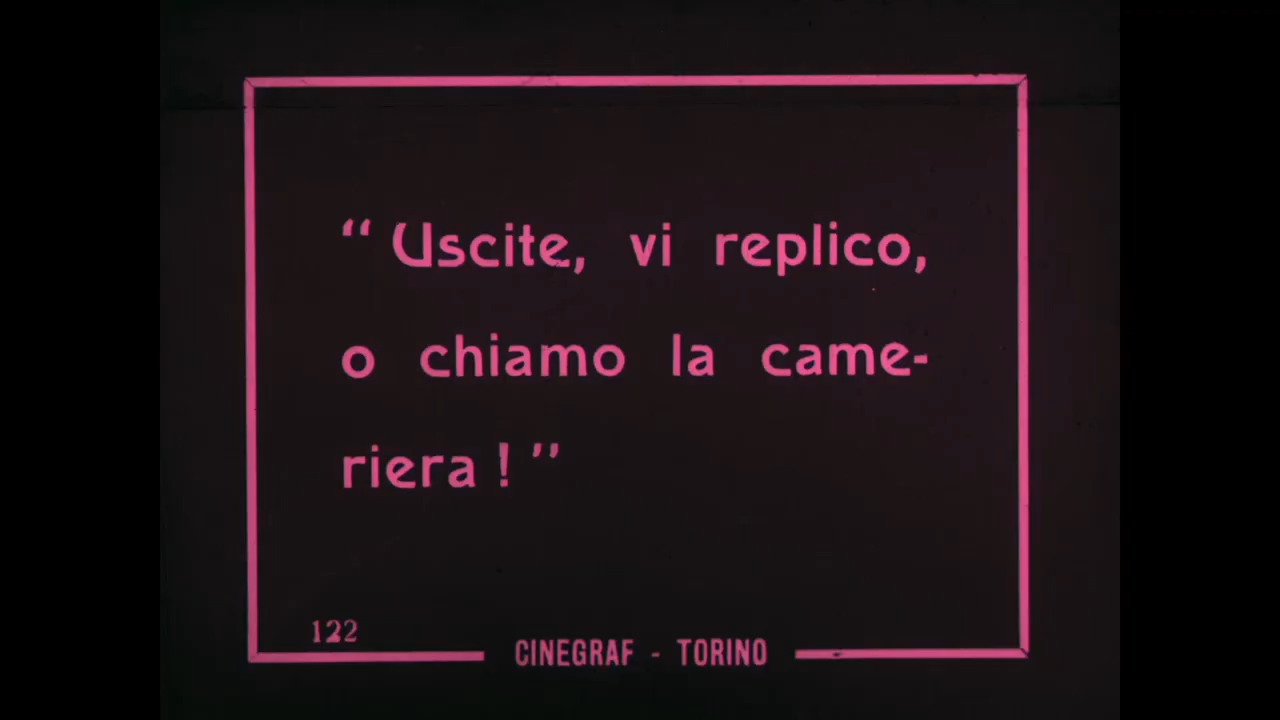 “Uscite, vi replico,
o chiamo la came-
riera!”
122
CINEGRAF - TORINO